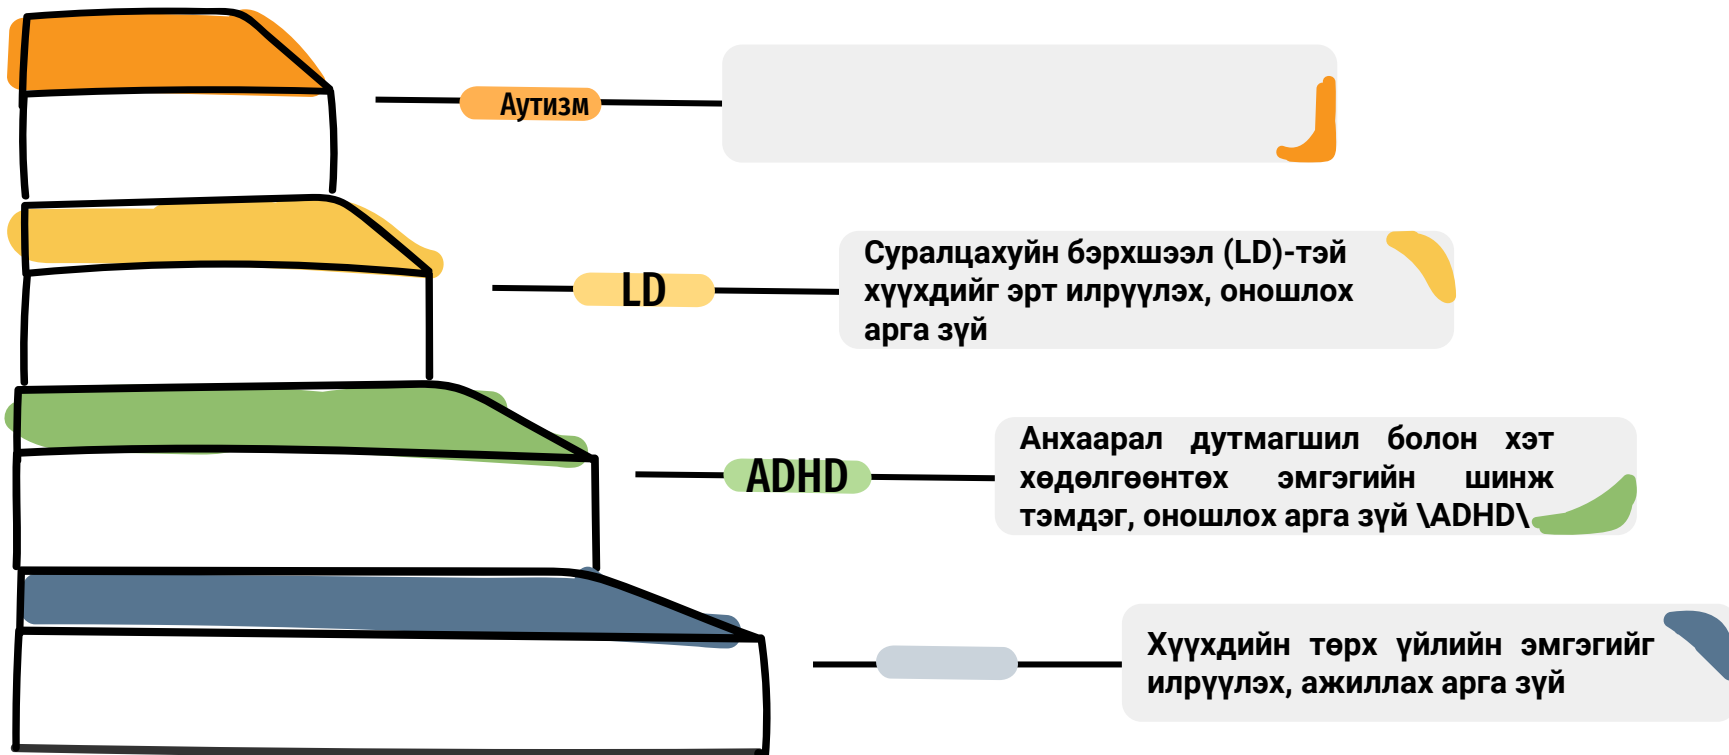 Аутизм
LD
Суралцахуйн бэрхшээл (LD)-тэй
хүүхдийг эрт илрүүлэх, оношлох
арга зүй
ADHD
Анхаарал дутмагшил болон хэт
хөдөлгөөнтөх эмгэгийн шинж
тэмдэг, оношлох арга зүй \ADHD\
Хүүхдийн төрх үйлийн эмгэгийг
илрүүлэх, ажиллах арга зүй